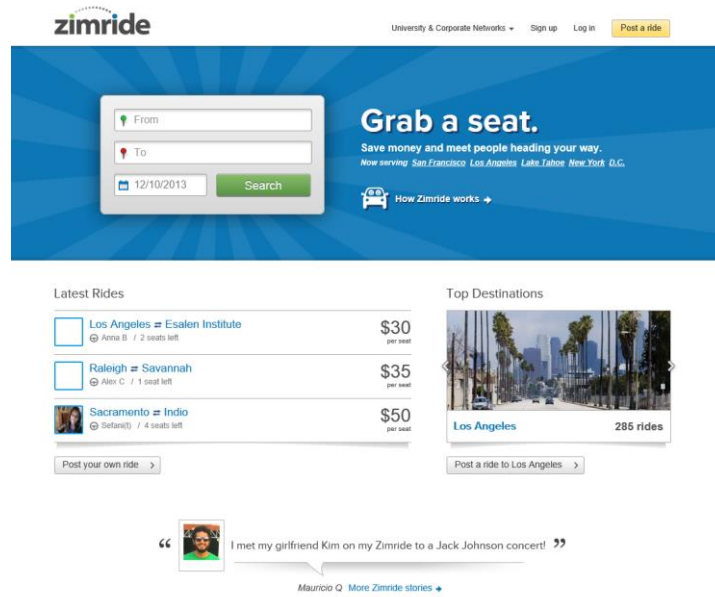 zimride
University & Corporate Networks
Sign up
Log in
Post a ride
From
To
12/10/2013
Search
Grab a seat.
Save money and meet people heading your way.
Now serving San Francisco Los Angeles Lake Tahoe New York D.C.
How Zimride works
Latest Rides
Los Angeles ⇄ Esalen Institute
Anna B / 2 seats left
$30
per seat
Raleigh ⇄ Savannah
Alex C / 1 seat left
$35
per seat
Sacramento ⇄ Indio
Sefani(t) / 4 seats left
$50
per seat
Post your own ride
Top Destinations
Los Angeles
285 rides
Post a ride to Los Angeles
“ I met my girlfriend Kim on my Zimride to a Jack Johnson concert! ”
Mauricio Q More Zimride stories